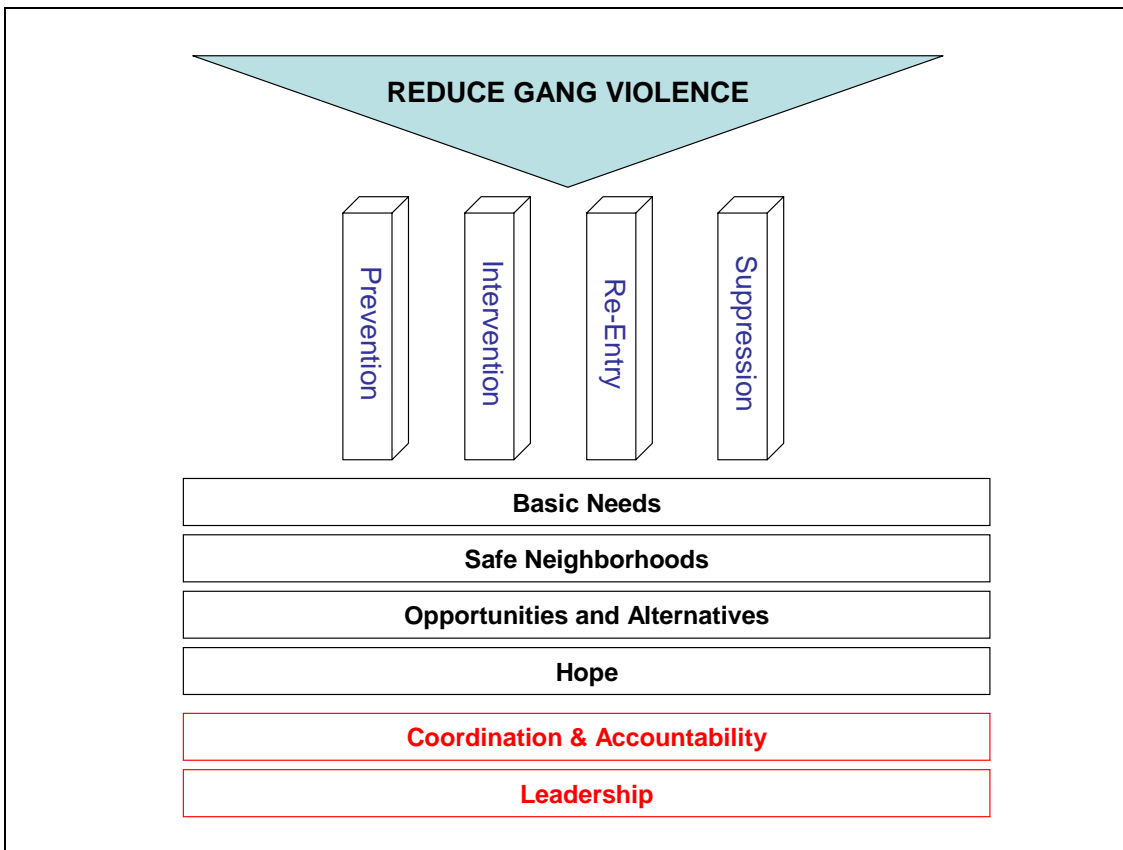 REDUCE GANG VIOLENCE
Prevention
Intervention
Re-Entry
Suppression
Basic Needs
Safe Neighborhoods
Opportunities and Alternatives
Hope
Coordination & Accountability
Leadership